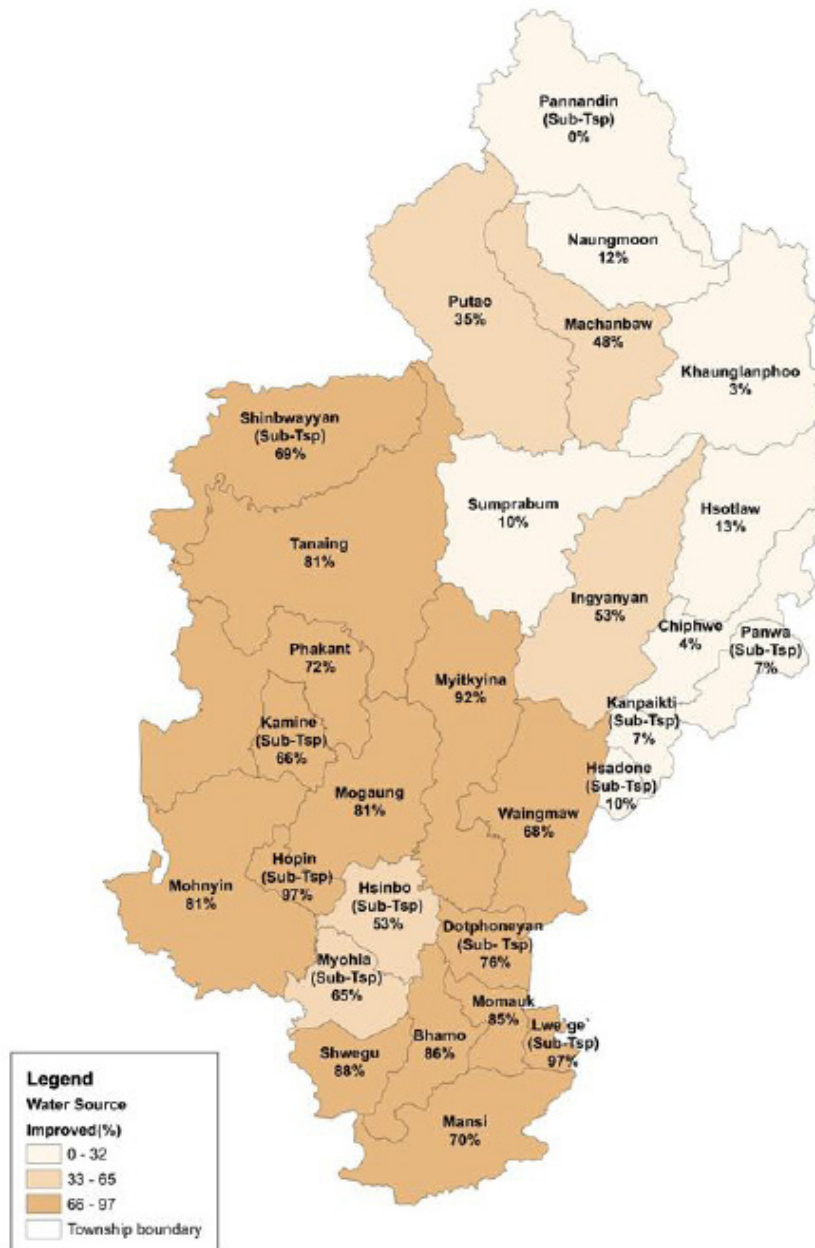 Pannandin
(Sub-Tsp)
0%
Naungmoon
12%
Putao
35%
Machanbaw
48%
Khaunglanphoo
3%
Shinbwayyan
(Sub-Tsp)
69%
Sumprabum
10%
Hsotlaw
13%
Tanaing
81%
Ingyanyan
53%
Chiphwe
4%
Panwa
(Sub-Tsp)
7%
Phakant
72%
Myitkyina
92%
Kanpaikti
(Sub-Tsp)
7%
Kamine
(Sub-Tsp)
66%
Hsadone
(Sub-Tsp)
10%
Mogaung
81%
Waingmaw
68%
Hopin
(Sub-Tsp)
97%
Mohnyin
81%
Hsinbo
(Sub-Tsp)
53%
Dotphoneyan
(Sub- Tsp)
76%
Myohla
(Sub-Tsp)
65%
Momauk
85%
Lwe`ge`
(Sub-Tsp)
97%
Bhamo
86%
Shwegu
88%
Mansi
70%
Legend
Water Source
Improved(%)
0 - 32
33 - 65
66 - 97
Township boundary